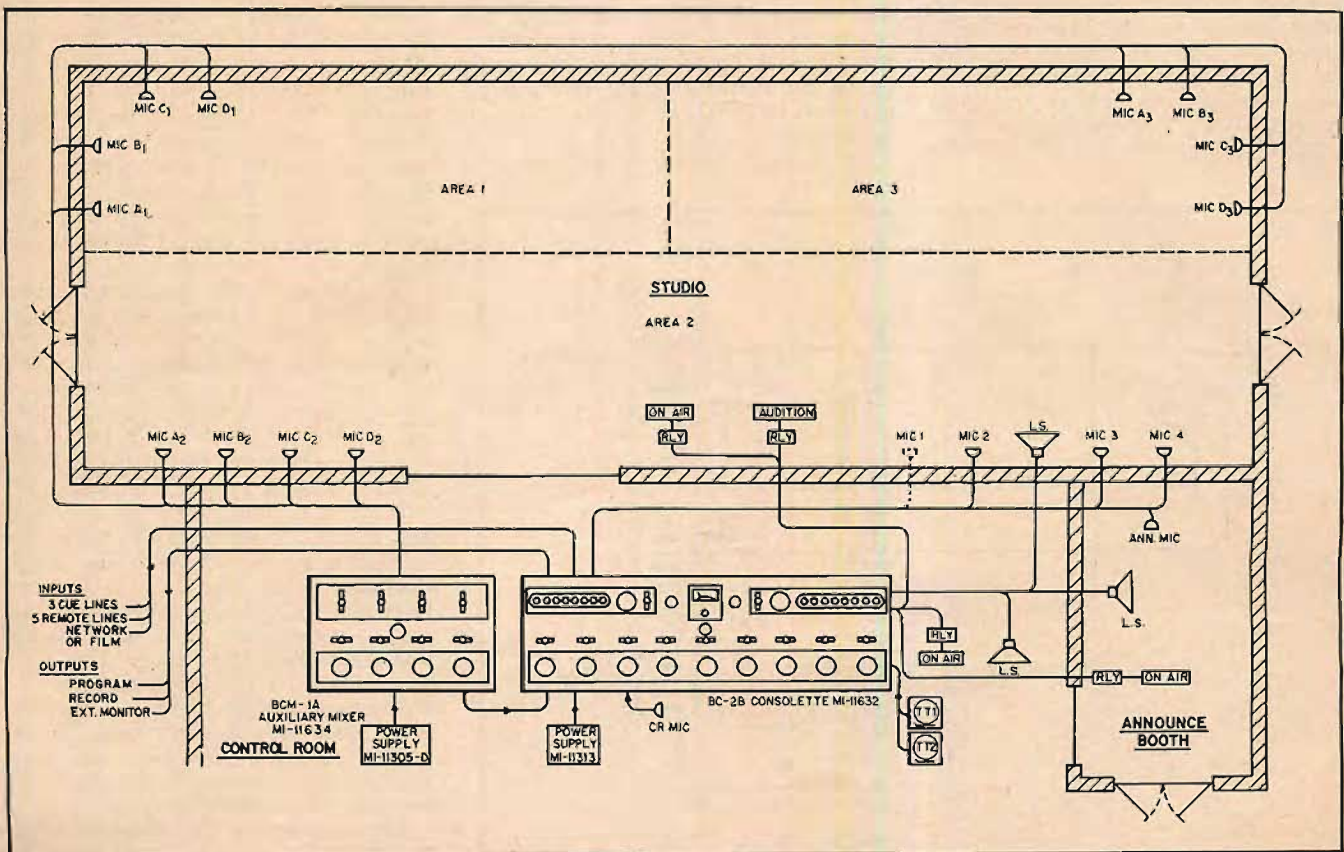 MIC C1
MIC D1
MIC A3
MIC B3
MIC B1
MIC C3
MIC A1
MIC D3
AREA 1
AREA 3
STUDIO
AREA 2
ON AIR
AUDITION
RLY
RLY
MIC A2
MIC B2
MIC C2
MIC D2
MIC 1
MIC 2
L.S.
MIC 3
MIC 4
ANN. MIC
INPUTS
3 CUE LINES
5 REMOTE LINES
NETWORK
OR FILM
OUTPUTS
PROGRAM
RECORD
EXT. MONITOR
BCM-1A
AUXILIARY MIXER
MI-11634
POWER
SUPPLY
MI-11305-D
CONTROL ROOM
POWER
SUPPLY
MI-11313
CR MIC
BC-2B CONSOLETTE MI-11632
RLY
ON AIR
L.S.
L.S.
RLY
ON AIR
TT1
TT2
ANNOUNCE
BOOTH